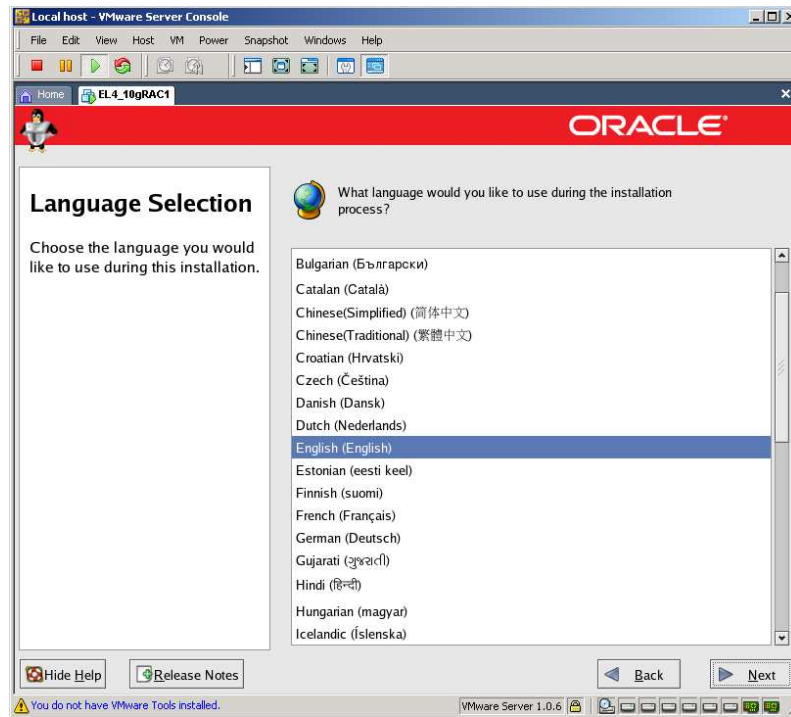 Local host - VMware Server Console
File Edit View Host VM Power Snapshot Windows Help
Home EL4_10gRAC1
ORACLE®
Language Selection
Choose the language you would
like to use during this installation.
What language would you like to use during the installation
process?
Bulgarian (Български)
Catalan (Català)
Chinese(Simplified) (简体中文)
Chinese(Traditional) (繁體中文)
Croatian (Hrvatski)
Czech (Čeština)
Danish (Dansk)
Dutch (Nederlands)
English (English)
Estonian (eesti keel)
Finnish (suomi)
French (Français)
German (Deutsch)
Gujarati (ગુજરાતી)
Hindi (हिन्दी)
Hungarian (magyar)
Icelandic (Íslenska)
Hide Help Release Notes Back Next
You do not have VMware Tools installed. VMware Server 1.0.6